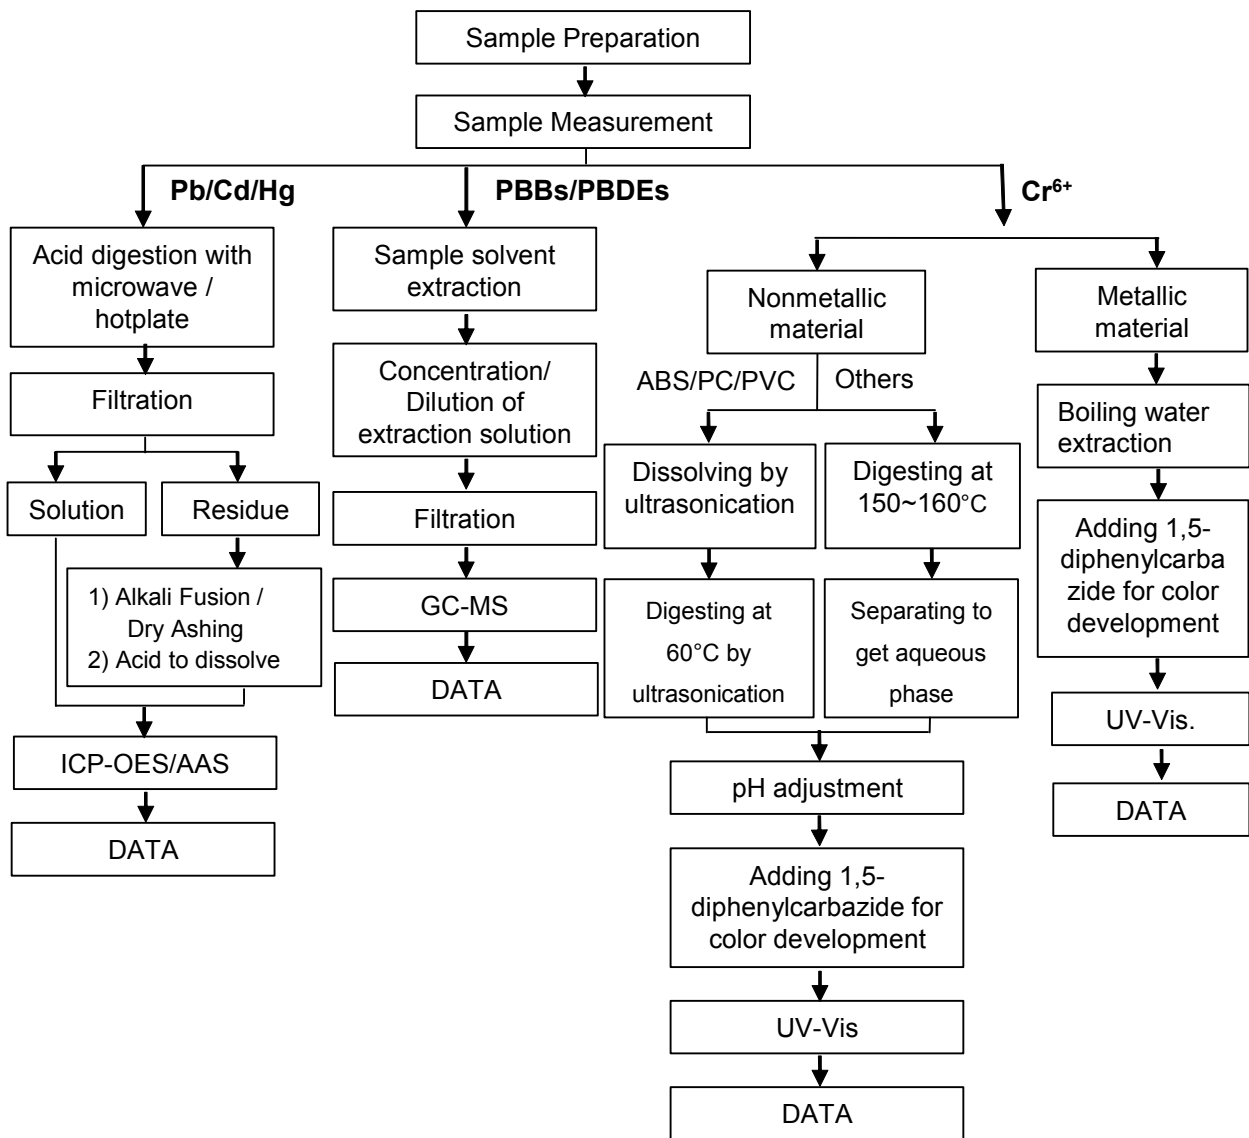 Sample Preparation
Sample Measurement
Pb/Cd/Hg
PBBs/PBDEs
Cr⁶⁺
Acid digestion with
microwave /
hotplate
Filtration
Solution
Residue
1) Alkali Fusion /
Dry Ashing
2) Acid to dissolve
ICP-OES/AAS
DATA
Sample solvent
extraction
Concentration/
Dilution of
extraction solution
Filtration
GC-MS
DATA
Nonmetallic
material
ABS/PC/PVC
Others
Dissolving by
ultrasonication
Digesting at
60°C by
ultrasonication
Digesting at
150~160°C
Separating to
get aqueous
phase
pH adjustment
Adding 1,5-
diphenylcarbazide for
color development
UV-Vis
DATA
Metallic
material
Boiling water
extraction
Adding 1,5-
diphenylcarba
zide for color
development
UV-Vis.
DATA